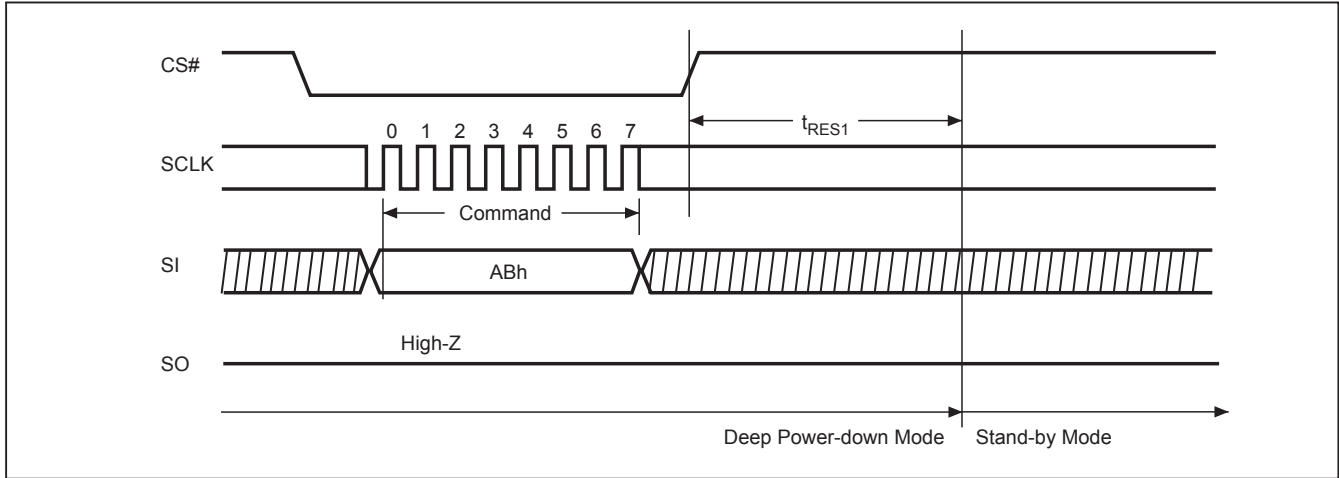 CS#
tRES1
0 1 2 3 4 5 6 7
SCLK
Command
SI
ABh
High-Z
SO
Deep Power-down Mode Stand-by Mode